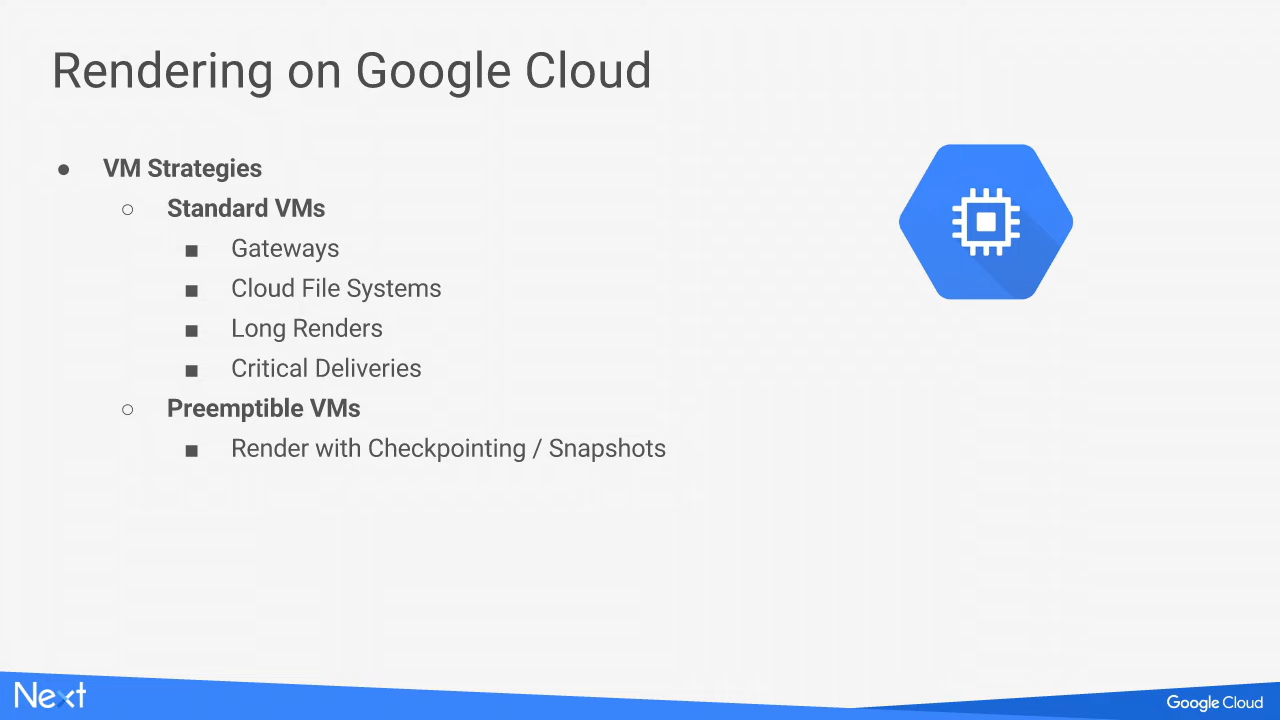 Rendering on Google Cloud
● VM Strategies
○ Standard VMs
■ Gateways
■ Cloud File Systems
■ Long Renders
■ Critical Deliveries
○ Preemptible VMs
■ Render with Checkpointing / Snapshots
Next
Google Cloud